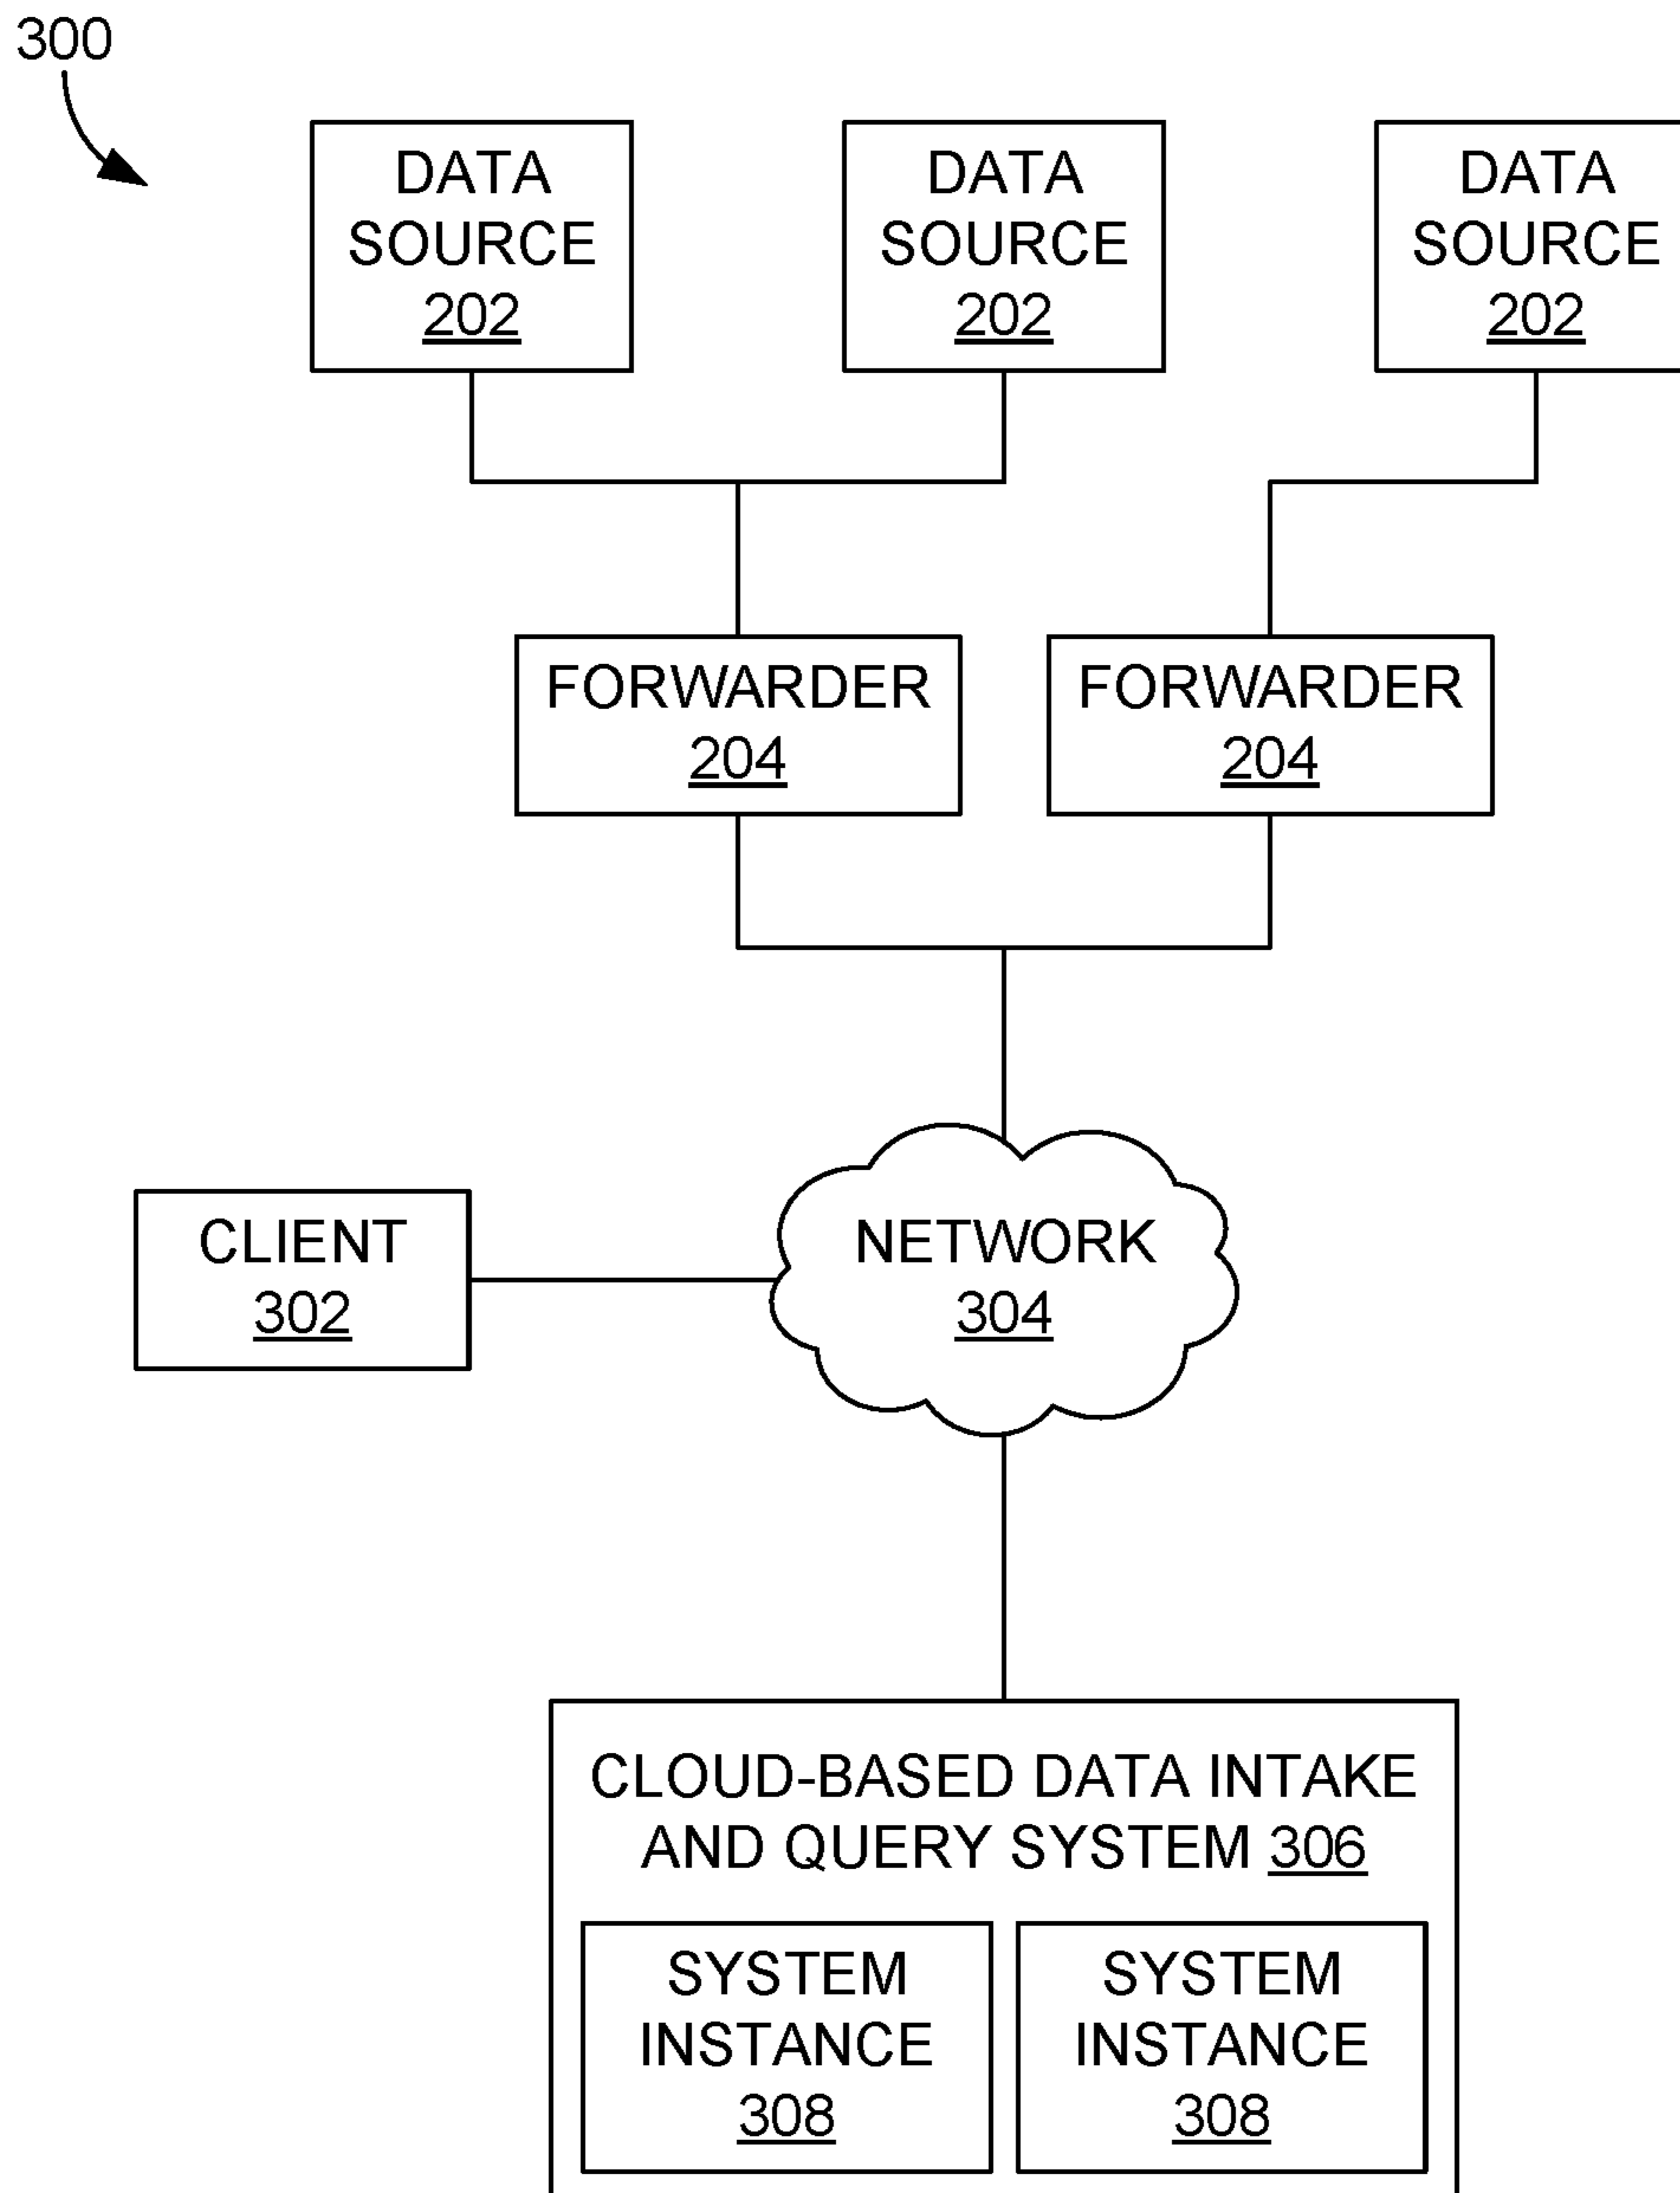 300
DATA
SOURCE
202
DATA
SOURCE
202
DATA
SOURCE
202
FORWARDER
204
FORWARDER
204
CLIENT
302
NETWORK
304
CLOUD-BASED DATA INTAKE
AND QUERY SYSTEM 306
SYSTEM
INSTANCE
308
SYSTEM
INSTANCE
308